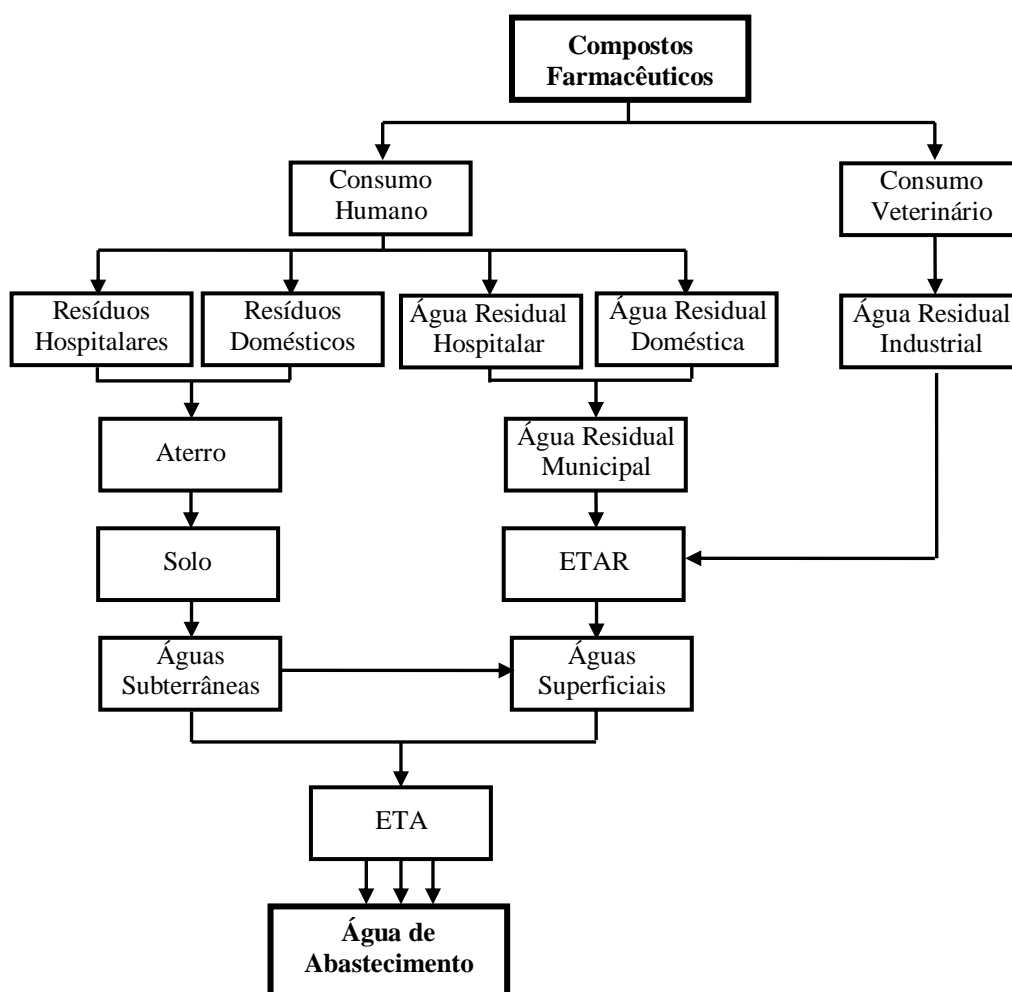 Compostos
Farmacêuticos
Consumo
Humano
Consumo
Veterinário
Resíduos
Hospitalares
Resíduos
Domésticos
Água Residual
Hospitalar
Água Residual
Doméstica
Água Residual
Industrial
Aterro
Água Residual
Municipal
Solo
ETAR
Águas
Subterrâneas
Águas
Superficiais
ETA
Água de
Abastecimento